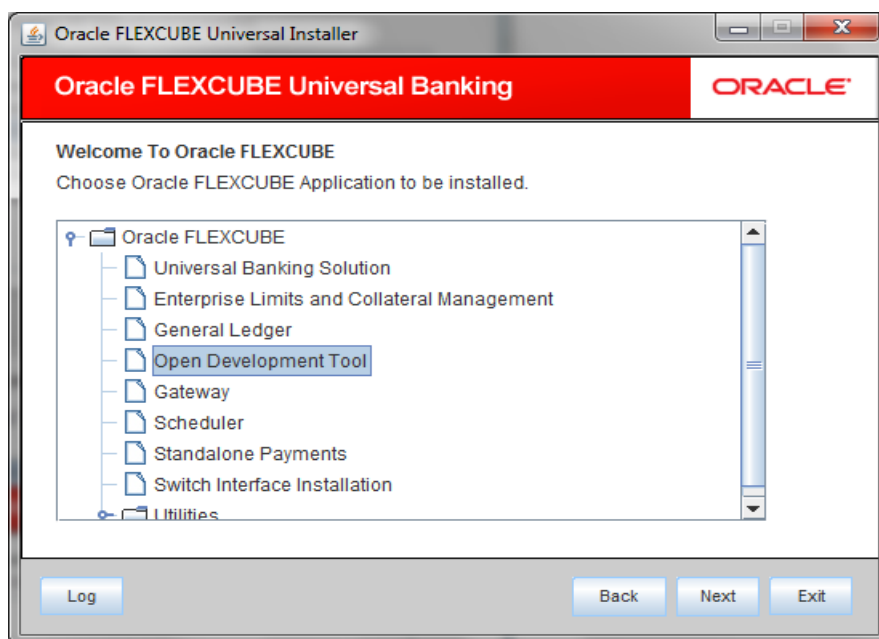 Oracle FLEXCUBE Universal Installer
Oracle FLEXCUBE Universal Banking
ORACLE
Welcome To Oracle FLEXCUBE
Choose Oracle FLEXCUBE Application to be installed.
Oracle FLEXCUBE
Universal Banking Solution
Enterprise Limits and Collateral Management
General Ledger
Open Development Tool
Gateway
Scheduler
Standalone Payments
Switch Interface Installation
Utilities
Log
Back
Next
Exit